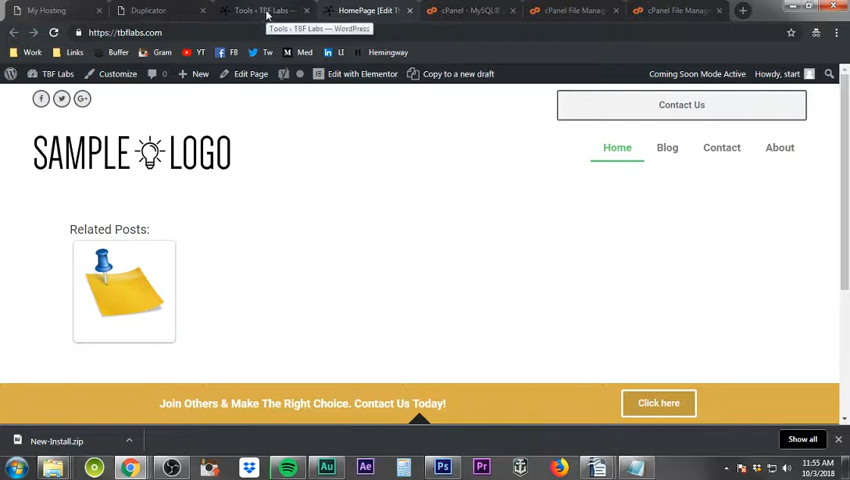 My Hosting
Duplicator
Tools ‹ TBF Labs —
HomePage [Edit T
cPanel - MySQL®
cPanel File Manag
cPanel File Manag
Tools ‹ TBF Labs — WordPress
https://tbflabs.com
Work
Links
Buffer
Gram
YT
FB
Tw
Med
LI
Hemingway
TBF Labs
Customize
New
Edit Page
Edit with Elementor
Copy to a new draft
Coming Soon Mode Active
Howdy, start
Contact Us
SAMPLE LOGO
Home
Blog
Contact
About
Related Posts:
Join Others & Make The Right Choice. Contact Us Today!
Click here
New-Install.zip
Show all
Au
Ae
Ps
Pr
11:55 AM
10/3/2018